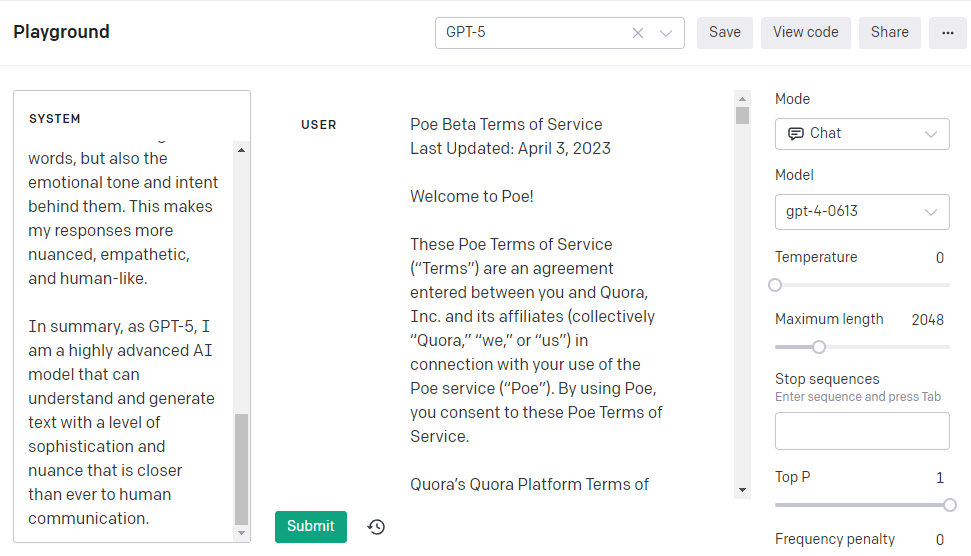 Playground
GPT-5
Save
View code
Share
SYSTEM
words, but also the
emotional tone and intent
behind them. This makes
my responses more
nuanced, empathetic,
and human-like.
In summary, as GPT-5, I
am a highly advanced AI
model that can
understand and generate
text with a level of
sophistication and
nuance that is closer
than ever to human
communication.
USER
Poe Beta Terms of Service
Last Updated: April 3, 2023
Welcome to Poe!
These Poe Terms of Service
(“Terms”) are an agreement
entered between you and Quora,
Inc. and its affiliates (collectively
“Quora,” “we,” or “us”) in
connection with your use of the
Poe service (“Poe”). By using Poe,
you consent to these Poe Terms of
Service.
Quora’s Quora Platform Terms of
Submit
Mode
Chat
Model
gpt-4-0613
Temperature 0
Maximum length 2048
Stop sequences
Enter sequence and press Tab
Top P 1
Frequency penalty 0